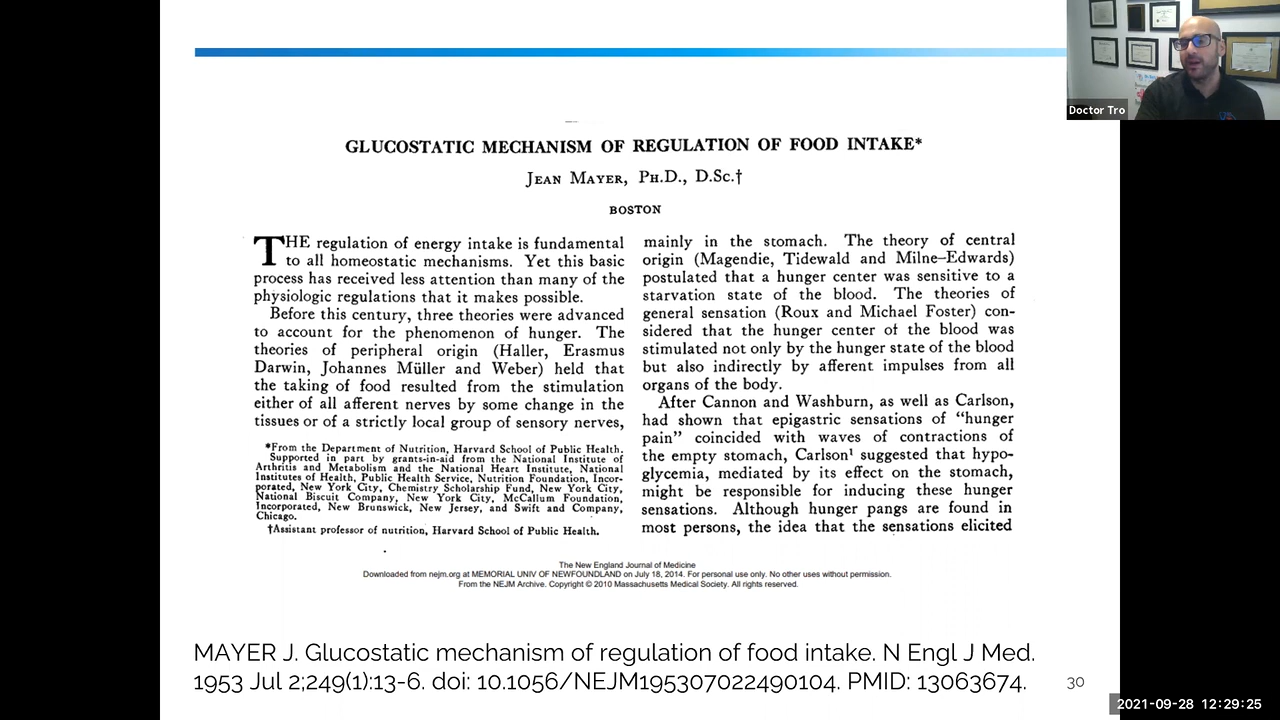 Doctor Tro
GLUCOSTATIC MECHANISM OF REGULATION OF FOOD INTAKE*
JEAN MAYER, PH.D., D.SC.†
BOSTON
THE regulation of energy intake is fundamental
to all homeostatic mechanisms. Yet this basic
process has received less attention than many of the
physiologic regulations that it makes possible.
Before this century, three theories were advanced
to account for the phenomenon of hunger. The
theories of peripheral origin (Haller, Erasmus
Darwin, Johannes Müller and Weber) held that
the taking of food resulted from the stimulation
either of all afferent nerves by some change in the
tissues or of a strictly local group of sensory nerves,
*From the Department of Nutrition, Harvard School of Public Health.
Supported in part by grants-in-aid from the National Institute of
Arthritis and Metabolism and the National Heart Institute, National
Institutes of Health, Public Health Service, Nutrition Foundation, Incor-
porated, New York City, Chemistry Scholarship Fund, New York City,
National Biscuit Company, New York City, McCallum Foundation,
Incorporated, New Brunswick, New Jersey, and Swift and Company,
Chicago.
†Assistant professor of nutrition, Harvard School of Public Health.
mainly in the stomach. The theory of central
origin (Magendie, Tidewald and Milne–Edwards)
postulated that a hunger center was sensitive to a
starvation state of the blood. The theories of
general sensation (Roux and Michael Foster) con-
sidered that the hunger center of the blood was
stimulated not only by the hunger state of the blood
but also indirectly by afferent impulses from all
organs of the body.
After Cannon and Washburn, as well as Carlson,
had shown that epigastric sensations of “hunger
pain” coincided with waves of contractions of
the empty stomach, Carlson¹ suggested that hypo-
glycemia, mediated by its effect on the stomach,
might be responsible for inducing these hunger
sensations. Although hunger pangs are found in
most persons, the idea that the sensations elicited
The New England Journal of Medicine
Downloaded from nejm.org at MEMORIAL UNIV OF NEWFOUNDLAND on July 18, 2014. For personal use only. No other uses without permission.
From the NEJM Archive. Copyright © 2010 Massachusetts Medical Society. All rights reserved.
MAYER J. Glucostatic mechanism of regulation of food intake. N Engl J Med.
1953 Jul 2;249(1):13-6. doi: 10.1056/NEJM195307022490104. PMID: 13063674.
30
2021-09-28 12:29:25